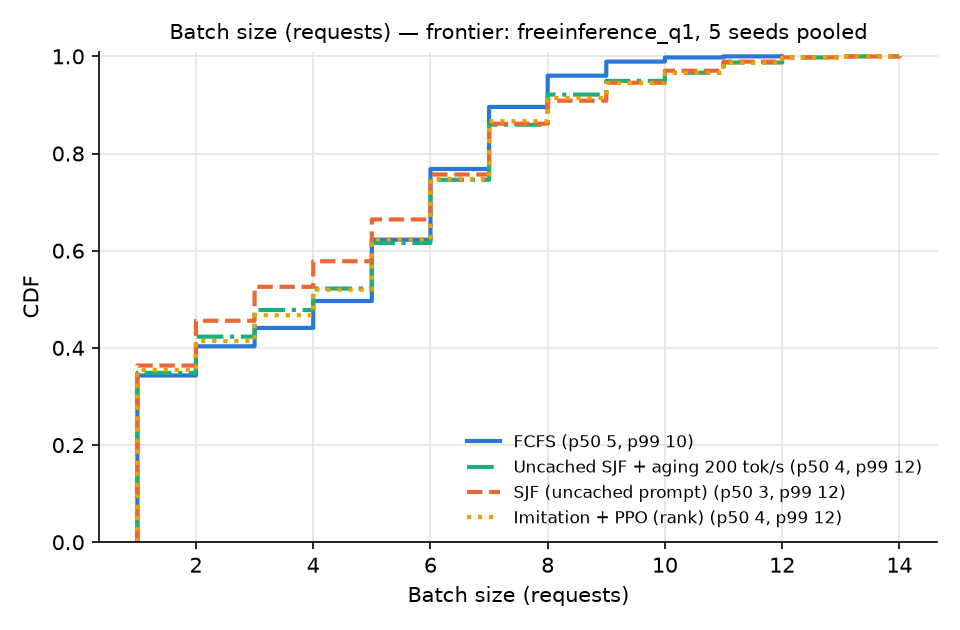 Batch size (requests) — frontier: freeinference_q1, 5 seeds pooled
1.0
0.8
0.6
0.4
0.2
0.0
CDF
FCFS (p50 5, p99 10)
Uncached SJF + aging 200 tok/s (p50 4, p99 12)
SJF (uncached prompt) (p50 3, p99 12)
Imitation + PPO (rank) (p50 4, p99 12)
2 4 6 8 10 12 14
Batch size (requests)